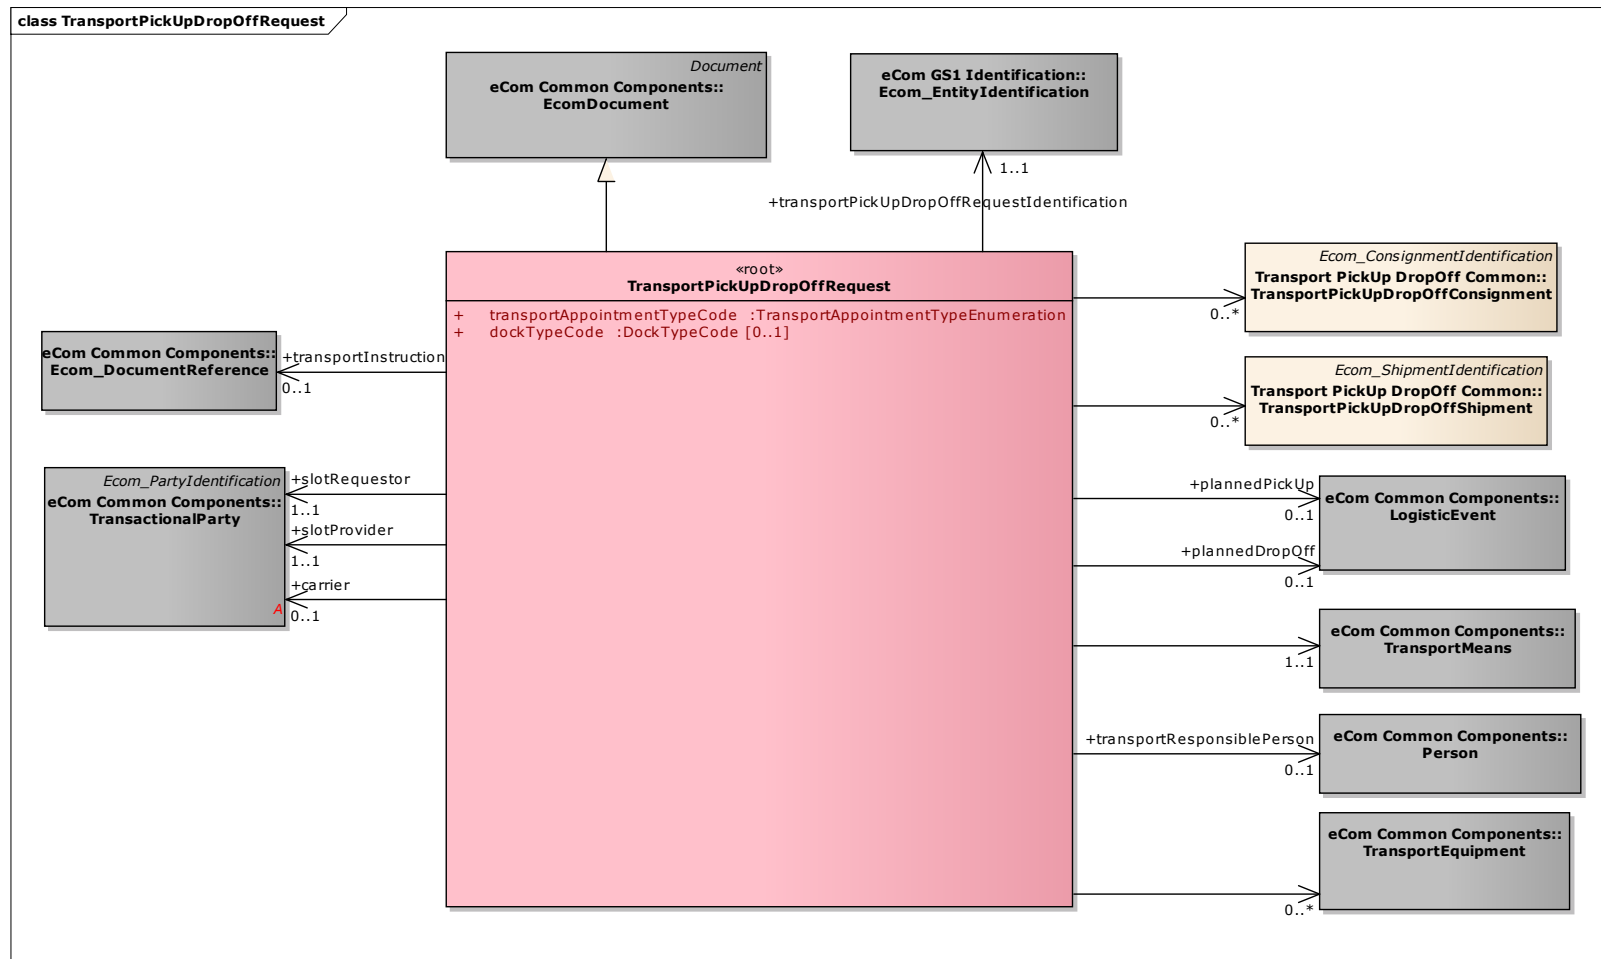 class TransportPickUpDropOffRequest
Document
eCom Common Components::
EcomDocument
eCom GS1 Identification::
Ecom_EntityIdentification
1..1
+transportPickUpDropOffRequestIdentification
«root»
TransportPickUpDropOffRequest
+ transportAppointmentTypeCode :TransportAppointmentTypeEnumeration
+ dockTypeCode :DockTypeCode [0..1]
Ecom_ConsignmentIdentification
Transport PickUp DropOff Common::
TransportPickUpDropOffConsignment
0..*
eCom Common Components::
Ecom_DocumentReference
+transportInstruction
0..1
Ecom_ShipmentIdentification
Transport PickUp DropOff Common::
TransportPickUpDropOffShipment
0..*
Ecom_PartyIdentification
eCom Common Components::
TransactionalParty
A
+slotRequestor
1..1
+slotProvider
1..1
+carrier
0..1
+plannedPickUp
0..1
+plannedDropOff
0..1
eCom Common Components::
LogisticEvent
eCom Common Components::
TransportMeans
1..1
+transportResponsiblePerson
0..1
eCom Common Components::
Person
eCom Common Components::
TransportEquipment
0..*